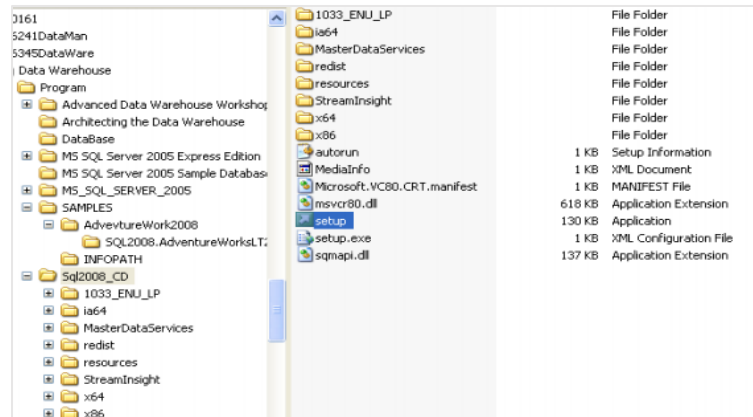 0161
6241DataMan
6345DataWare
Data Warehouse
Program
Advanced Data Warehouse Workshop
Architecting the Data Warehouse
DataBase
MS SQL Server 2005 Express Edition
MS SQL Server 2005 Sample Databas
MS_SQL_SERVER_2005
SAMPLES
AdvevtureWork2008
SQL2008.AdventureWorksLT2
INFOPATH
Sql2008_CD
1033_ENU_LP
ia64
MasterDataServices
redist
resources
StreamInsight
x64
x86
1033_ENU_LP File Folder
ia64 File Folder
MasterDataServices File Folder
redist File Folder
resources File Folder
StreamInsight File Folder
x64 File Folder
x86 File Folder
autorun 1 KB Setup Information
MediaInfo 1 KB XML Document
Microsoft.VC80.CRT.manifest 1 KB MANIFEST File
msvcr80.dll 618 KB Application Extension
setup 130 KB Application
setup.exe 1 KB XML Configuration File
sqmapi.dll 137 KB Application Extension